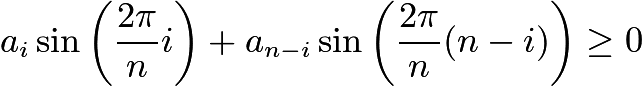 a_i \sin\left(\frac{2\pi}{n}i\right) + a_{n-i} \sin\left(\frac{2\pi}{n}(n-i)\right) \geq 0